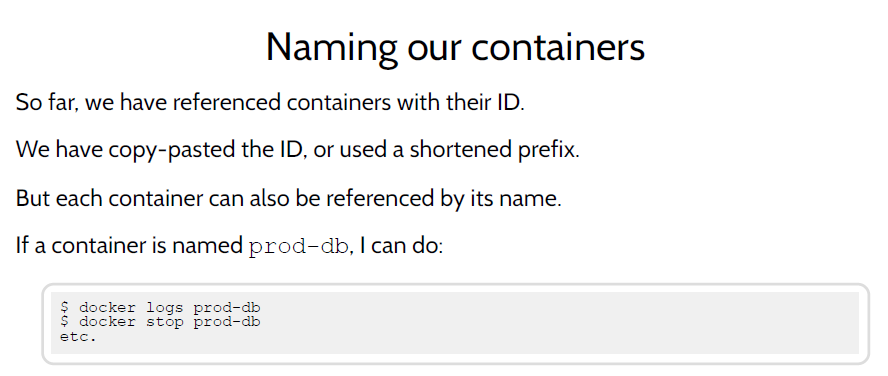 Naming our containers
So far, we have referenced containers with their ID.
We have copy-pasted the ID, or used a shortened prefix.
But each container can also be referenced by its name.
If a container is named prod-db, I can do:
$ docker logs prod-db
$ docker stop prod-db
etc.